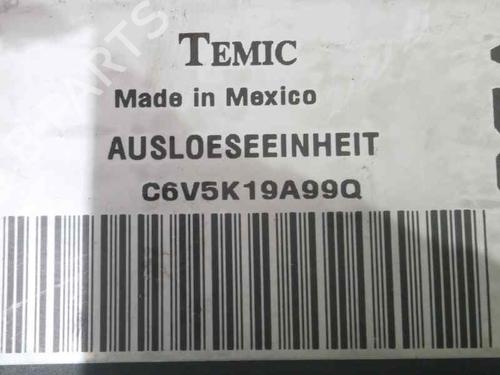 TEMIC
Made in Mexico
AUSLOESEEINHEIT
C6V5K19A99Q